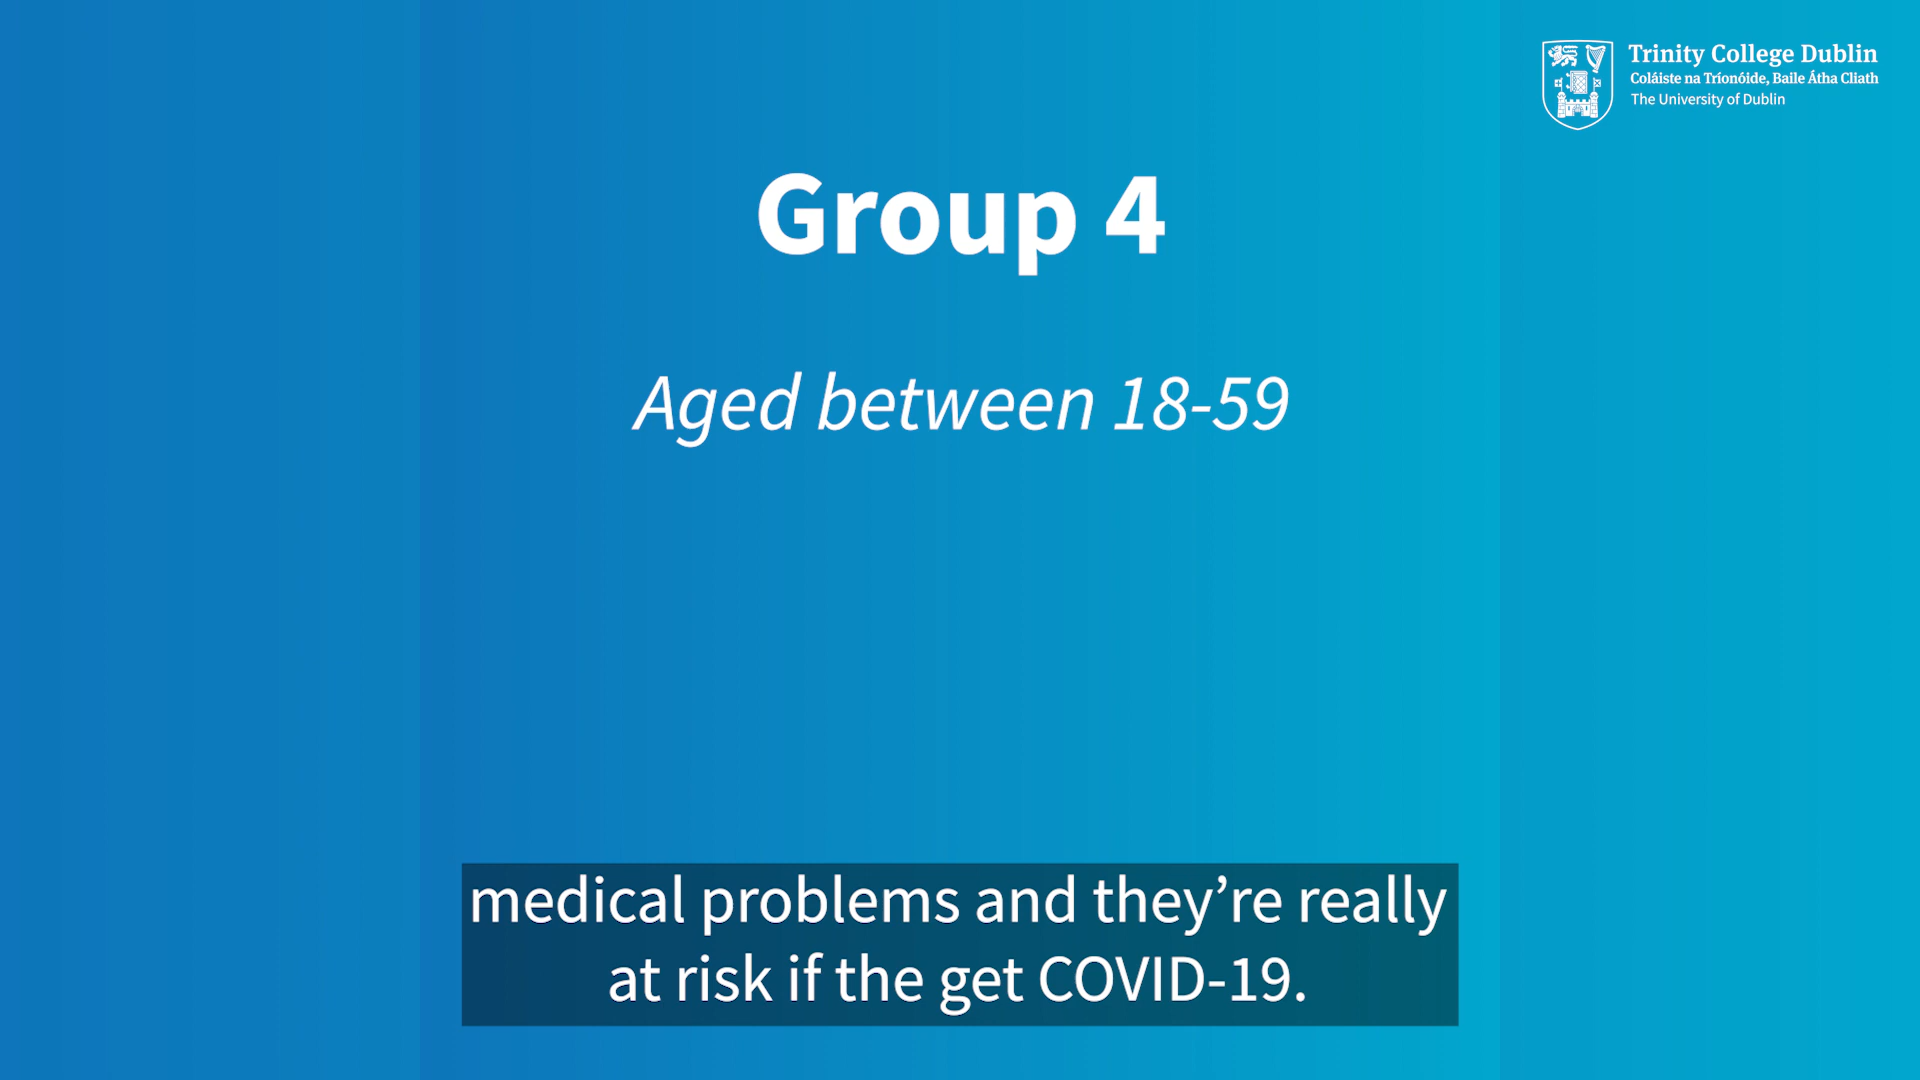 Trinity College Dublin
Coláiste na Tríonóide, Baile Átha Cliath
The University of Dublin
Group 4
Aged between 18-59
medical problems and they’re really
at risk if the get COVID-19.